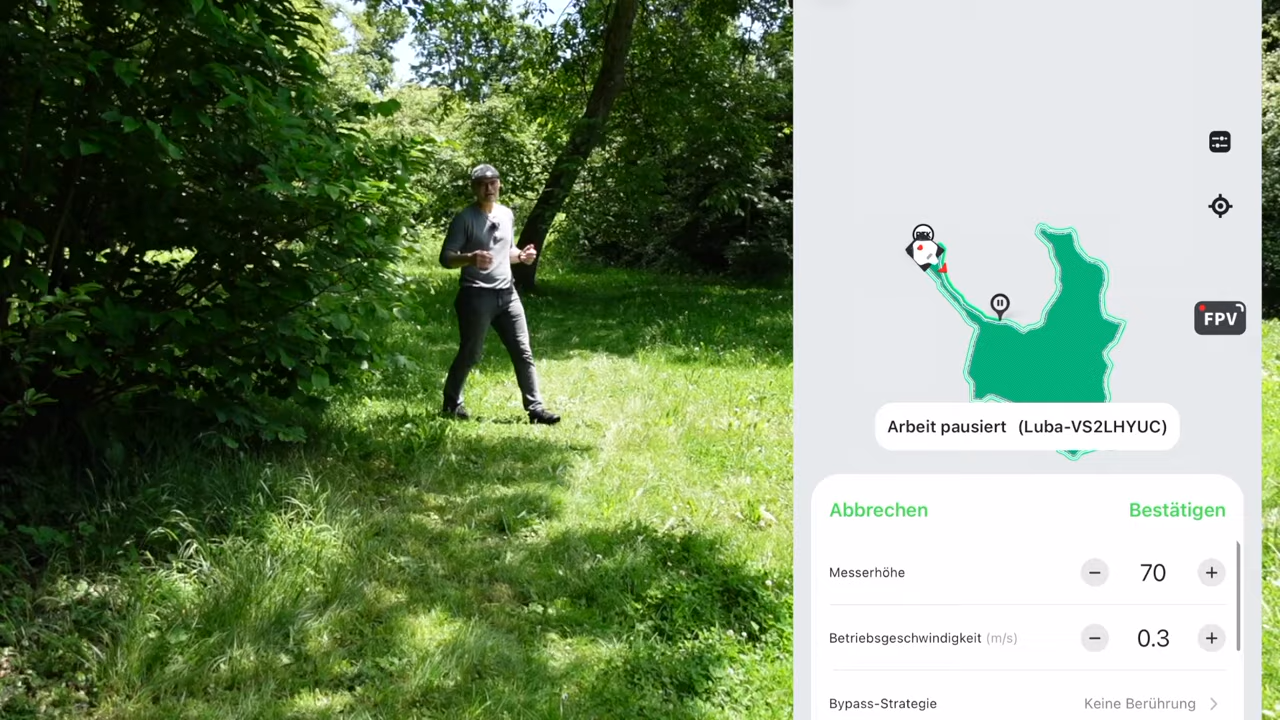 FPV
Arbeit pausiert (Luba-VS2LHYUC)
Abbrechen
Bestätigen
Messerhöhe
− 70 +
Betriebsgeschwindigkeit (m/s)
− 0.3 +
Bypass-Strategie
Keine Berührung